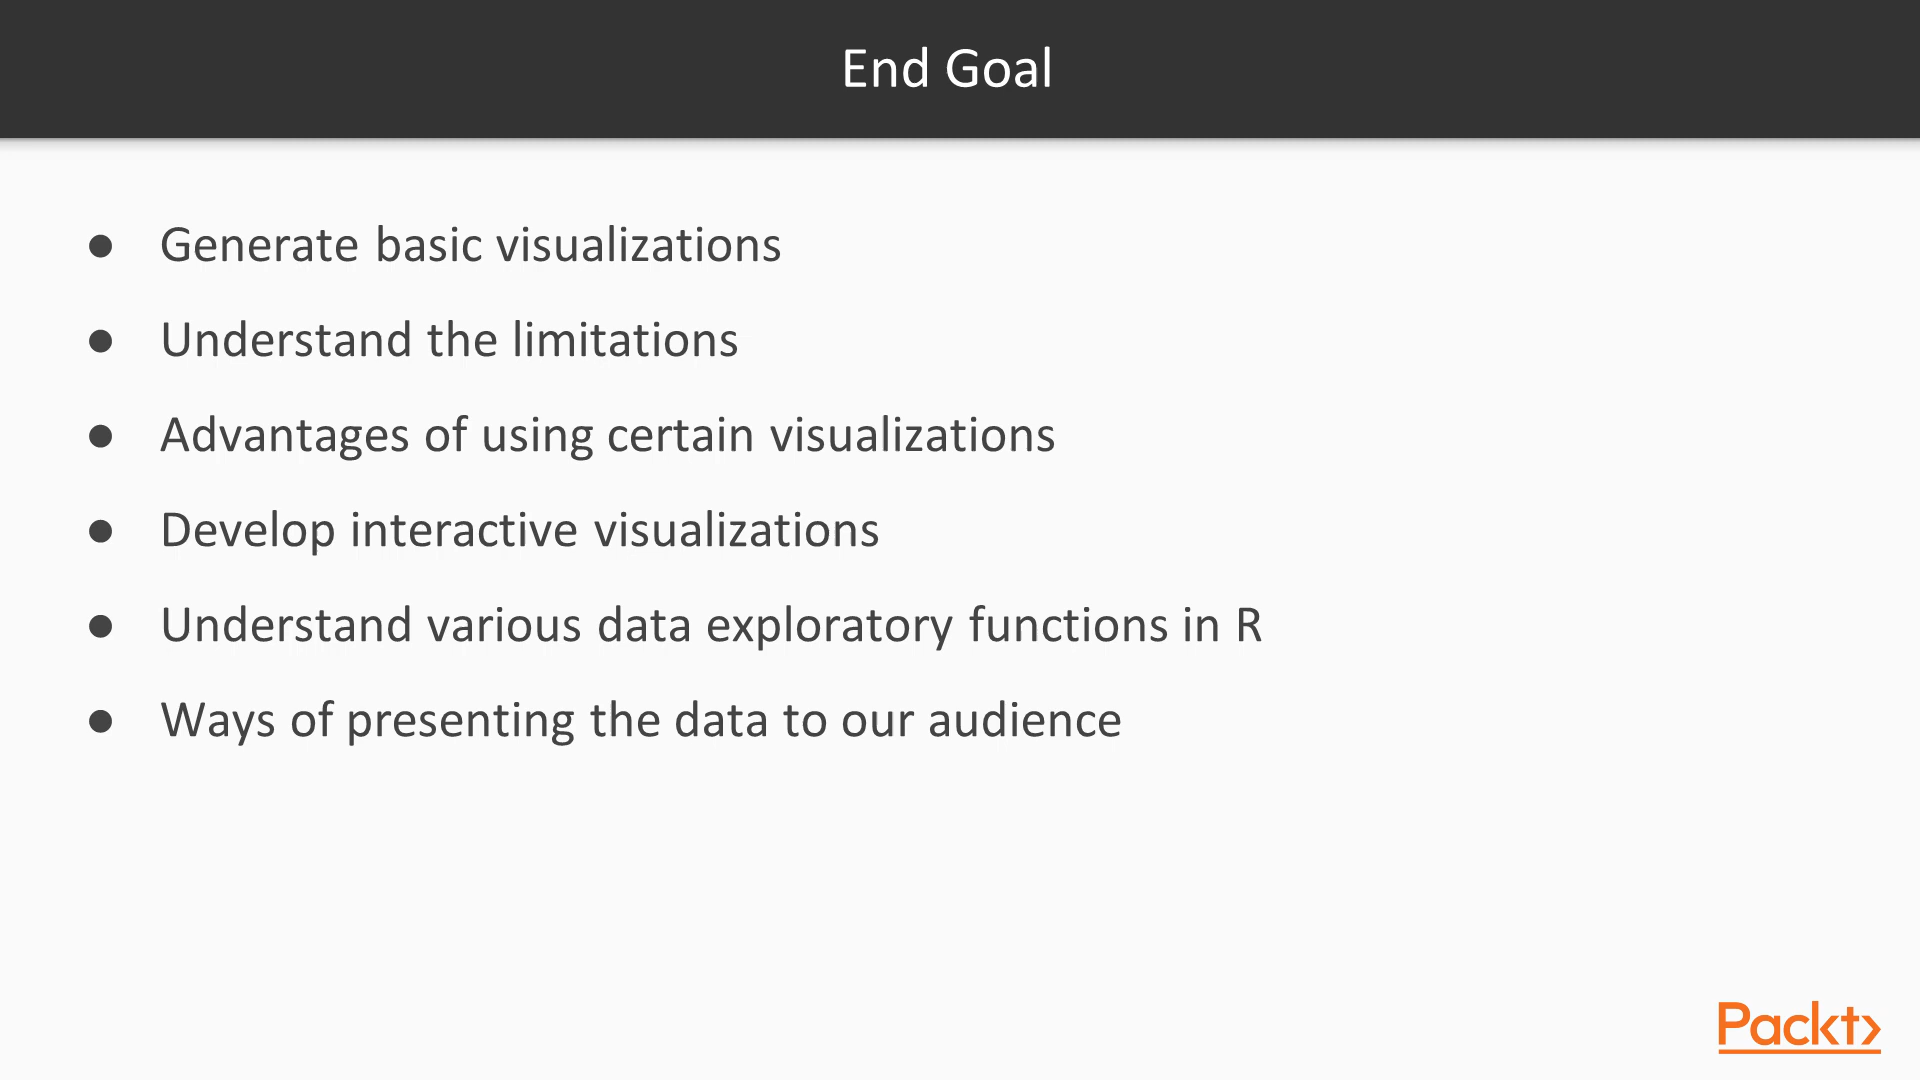 End Goal
● Generate basic visualizations
● Understand the limitations
● Advantages of using certain visualizations
● Develop interactive visualizations
● Understand various data exploratory functions in R
● Ways of presenting the data to our audience
Packt>